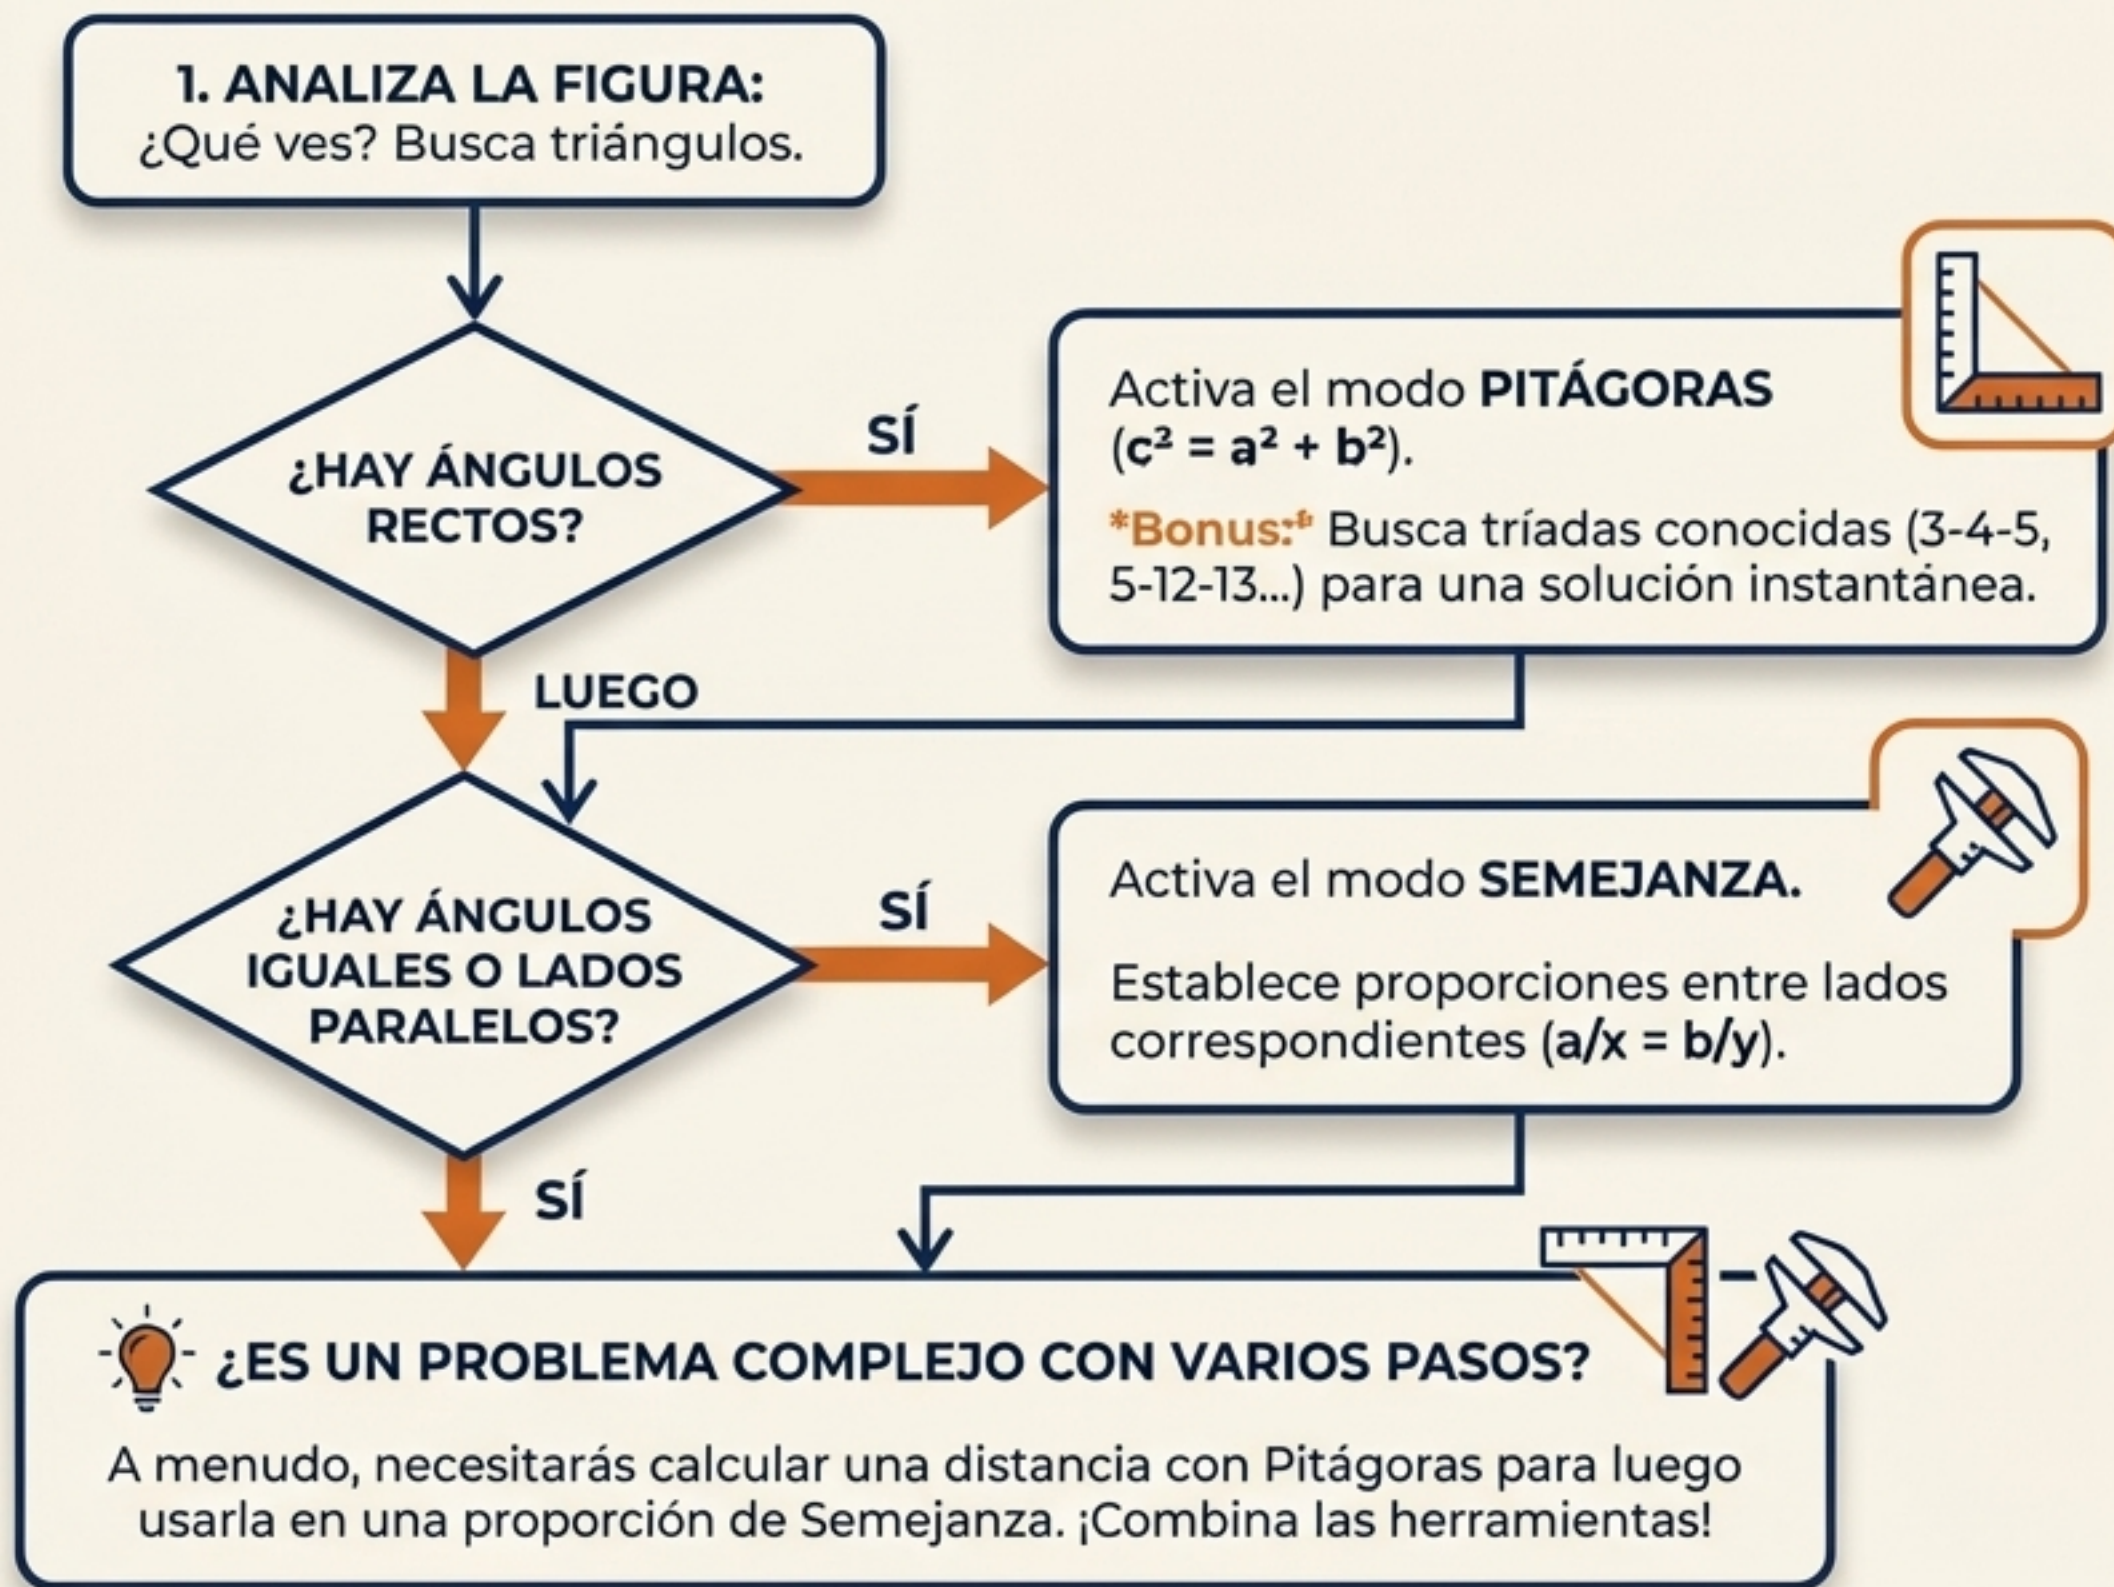 1. ANALIZA LA FIGURA:
¿Qué ves? Busca triángulos.
¿HAY ÁNGULOS
RECTOS?
SÍ
Activa el modo PITÁGORAS
(c² = a² + b²).
*Bonus:* Busca tríadas conocidas (3-4-5,
5-12-13...) para una solución instantánea.
LUEGO
¿HAY ÁNGULOS
IGUALES O LADOS
PARALELOS?
SÍ
Activa el modo SEMEJANZA.
Establece proporciones entre lados
correspondientes (a/x = b/y).
SÍ
¿ES UN PROBLEMA COMPLEJO CON VARIOS PASOS?
A menudo, necesitarás calcular una distancia con Pitágoras para luego
usarla en una proporción de Semejanza. ¡Combina las herramientas!